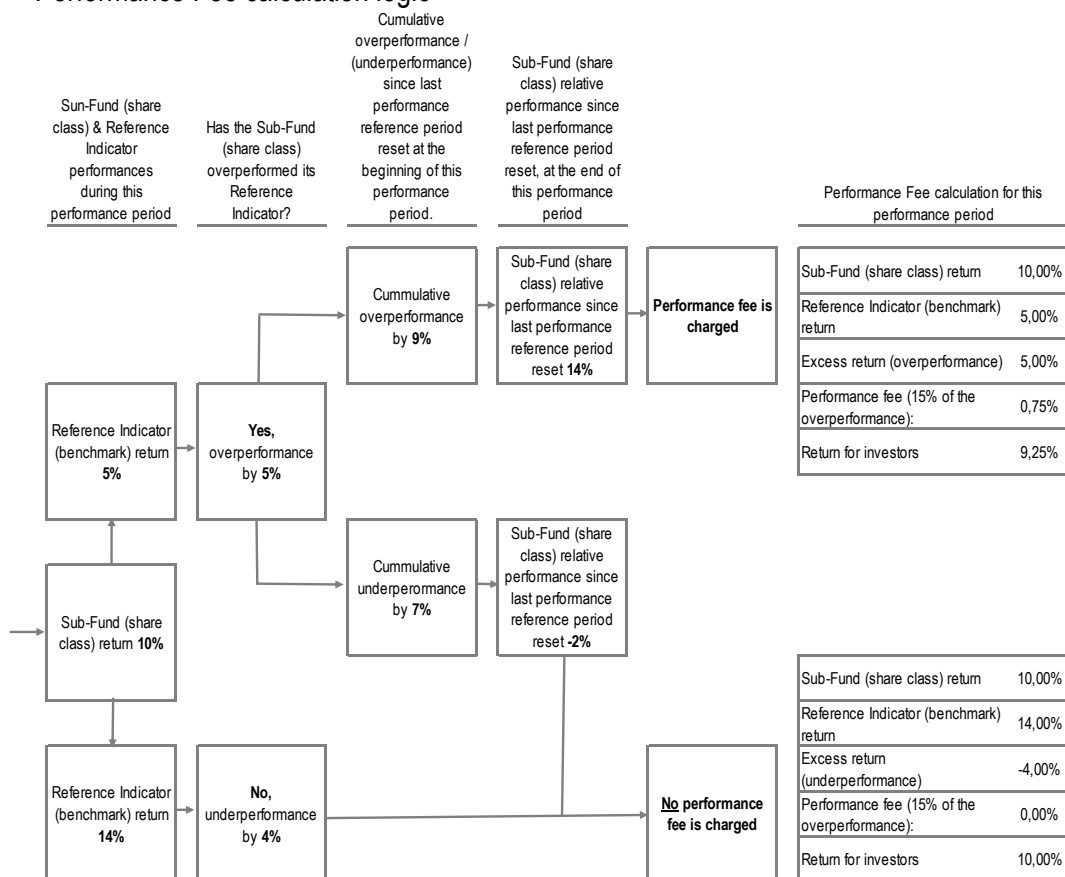 Performance Fee calculation logic
Sun-Fund (share
class) & Reference
Indicator
performances
during this
performance period
Has the Sub-Fund
(share class)
overperformed its
Reference
Indicator?
Cumulative
overperformance /
(underperformance)
since last
performance
reference period
reset at the
beginning of this
performance
period.
Sub-Fund (share
class) relative
performance since
last performance
reference period
reset, at the end of
this performance
period
Performance Fee calculation for this
performance period
Reference Indicator
(benchmark) return
5%
Yes,
overperformance
by 5%
Cummulative
overperformance
by 9%
Sub-Fund (share
class) relative
performance since
last performance
reference period
reset 14%
Performance fee is
charged
Sub-Fund (share class) return 10,00%
Reference Indicator (benchmark)
return 5,00%
Excess return (overperformance) 5,00%
Performance fee (15% of the
overperformance): 0,75%
Return for investors 9,25%
Cummulative
underperormance
by 7%
Sub-Fund (share
class) relative
performance since
last performance
reference period
reset -2%
Sub-Fund (share
class) return 10%
Reference Indicator
(benchmark) return
14%
No,
underperformance
by 4%
No performance
fee is charged
Sub-Fund (share class) return 10,00%
Reference Indicator (benchmark)
return 14,00%
Excess return
(underperformance) -4,00%
Performance fee (15% of the
overperformance): 0,00%
Return for investors 10,00%